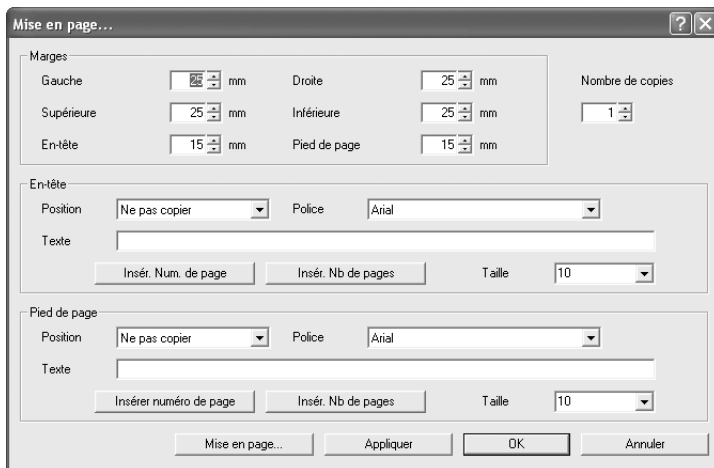 Mise en page...
Marges
Gauche 25 mm Droite 25 mm Nombre de copies
Supérieure 25 mm Inférieure 25 mm 1
En-tête 15 mm Pied de page 15 mm
En-tête
Position Ne pas copier Police Arial
Texte
Insér. Num. de page Insér. Nb de pages Taille 10
Pied de page
Position Ne pas copier Police Arial
Texte
Insérer numéro de page Insér. Nb de pages Taille 10
Mise en page... Appliquer OK Annuler